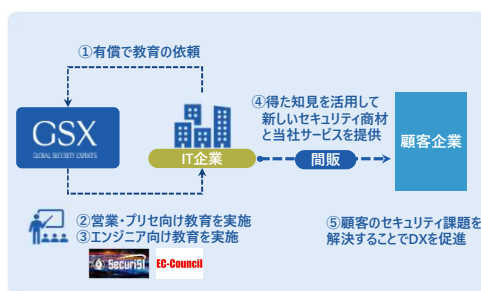 ①有償で教育の依頼
GSX
GLOBAL SECURITY EXPERTS
IT企業
④得た知見を活用して
新しいセキュリティ商材
と当社サービスを提供
間販
顧客企業
②営業・プリセ向け教育を実施
③エンジニア向け教育を実施
SecuriST
EC-Council
⑤顧客のセキュリティ課題を
解決することでDXを促進